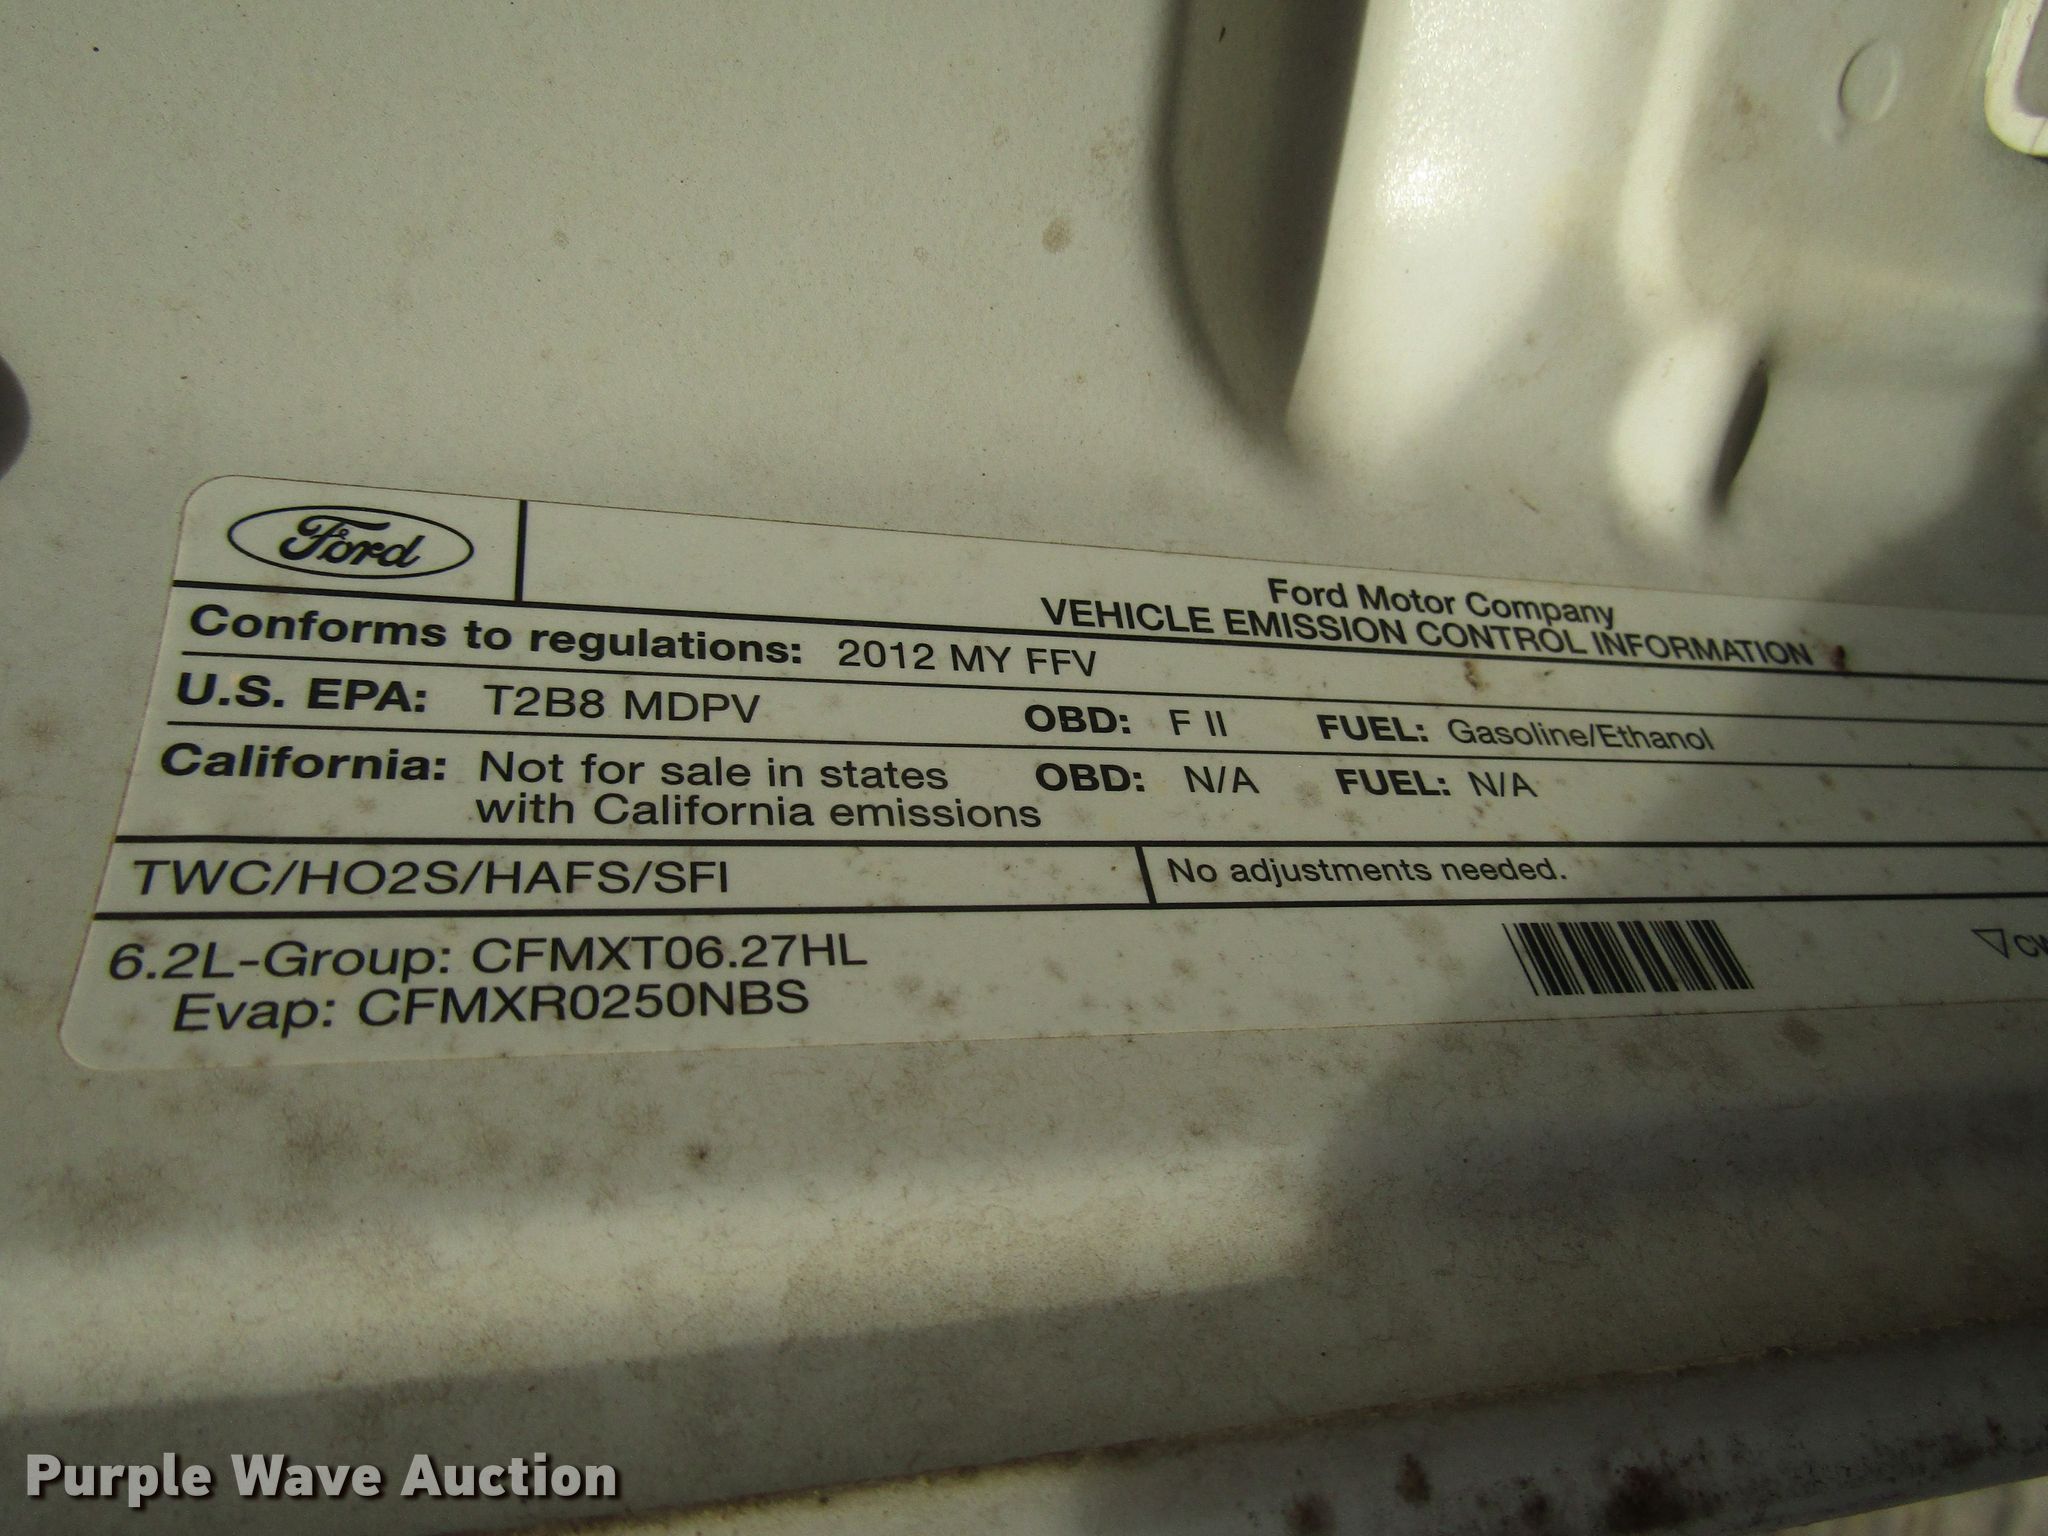 Ford
Ford Motor Company
VEHICLE EMISSION CONTROL INFORMATION
Conforms to regulations: 2012 MY FFV
U.S. EPA: T2B8 MDPV OBD: F II FUEL: Gasoline/Ethanol
California: Not for sale in states with California emissions OBD: N/A FUEL: N/A
TWC/HO2S/HAFS/SFI No adjustments needed.
6.2L-Group: CFMXT06.27HL
Evap: CFMXR0250NBS
Purple Wave Auction